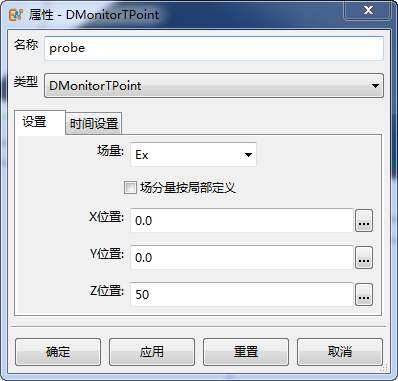 属性 - DMonitorTPoint
名称 probe
类型 DMonitorTPoint
设置 时间设置
场量: Ex
场分量按局部定义
X位置: 0.0 ...
Y位置: 0.0 ...
Z位置: 50 ...
确定 应用 重置 取消